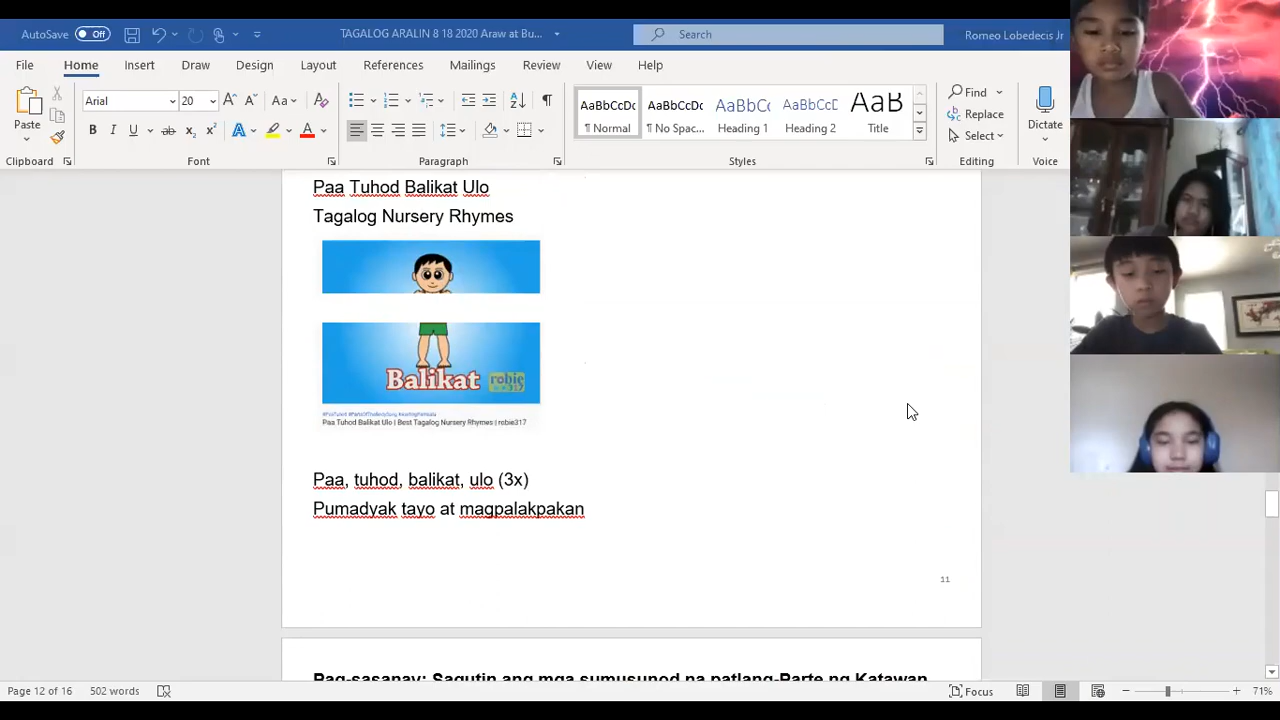 AutoSave Off
TAGALOG ARALIN 8 18 2020 Araw at Bu...
Search
Romeo Lobedecis Jr
File Home Insert Draw Design Layout References Mailings Review View Help
Paste
Clipboard
Arial 20
Font
Paragraph
AaBbCcDc
¶ Normal
AaBbCcDc
¶ No Spac...
AaBbCc
Heading 1
AaBbCcD
Heading 2
AaB
Title
Styles
Find
Replace
Select
Editing
Dictate
Voice
Paa Tuhod Balikat Ulo
Tagalog Nursery Rhymes
Balikat robie
Paa Tuhod Balikat Ulo | Best Tagalog Nursery Rhymes | robie317
Paa, tuhod, balikat, ulo (3x)
Pumadyak tayo at magpalakpakan
11
Pag-sasanay: Sagutin ang mga sumusunod na patlang-Parte ng Katawan
Page 12 of 16 502 words Focus 71%